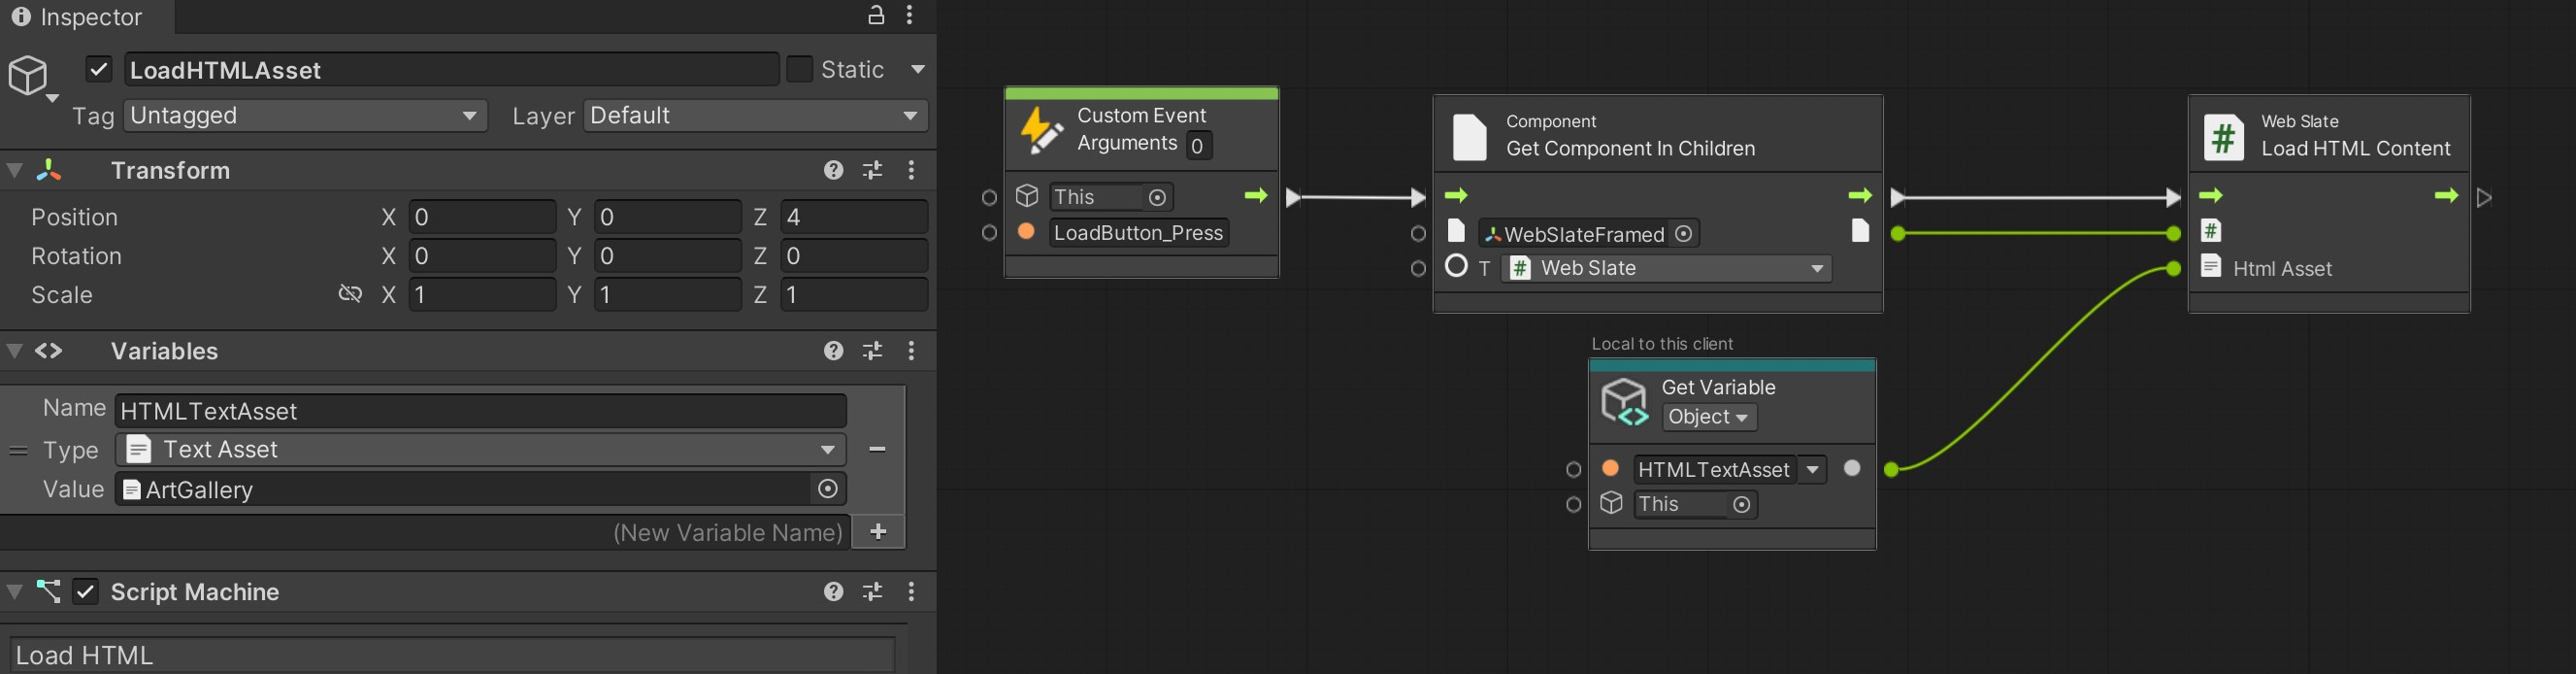 Inspector
LoadHTMLAsset
Static
Tag Untagged Layer Default
Transform
Position X 0 Y 0 Z 4
Rotation X 0 Y 0 Z 0
Scale X 1 Y 1 Z 1
Variables
Name HTMLTextAsset
Type Text Asset
Value ArtGallery
(New Variable Name)
Script Machine
Load HTML
Custom Event
Arguments 0
This
LoadButton_Press
Component
Get Component In Children
WebSlateFramed
T # Web Slate
Local to this client
Get Variable
Object
HTMLTextAsset
This
Web Slate
Load HTML Content
Html Asset